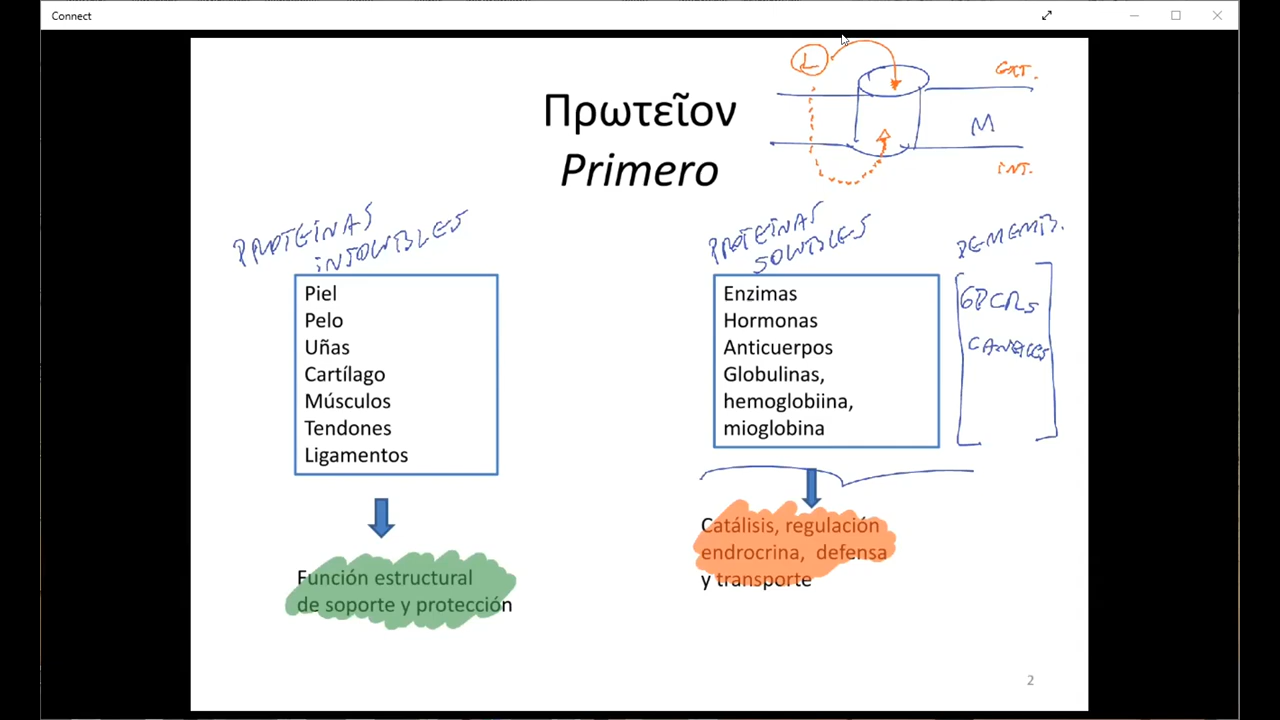 Connect
L
EXT.
M
INT.
Πρωτεῖον
Primero
PROTEINAS
INSOLUBLES
Piel
Pelo
Uñas
Cartílago
Músculos
Tendones
Ligamentos
Función estructural
de soporte y protección
PROTEINAS
SOLUBLES
Enzimas
Hormonas
Anticuerpos
Globulinas,
hemoglobiina,
mioglobina
GPCRs
CANALES
Catálisis, regulación
endrocrina, defensa
y transporte
2